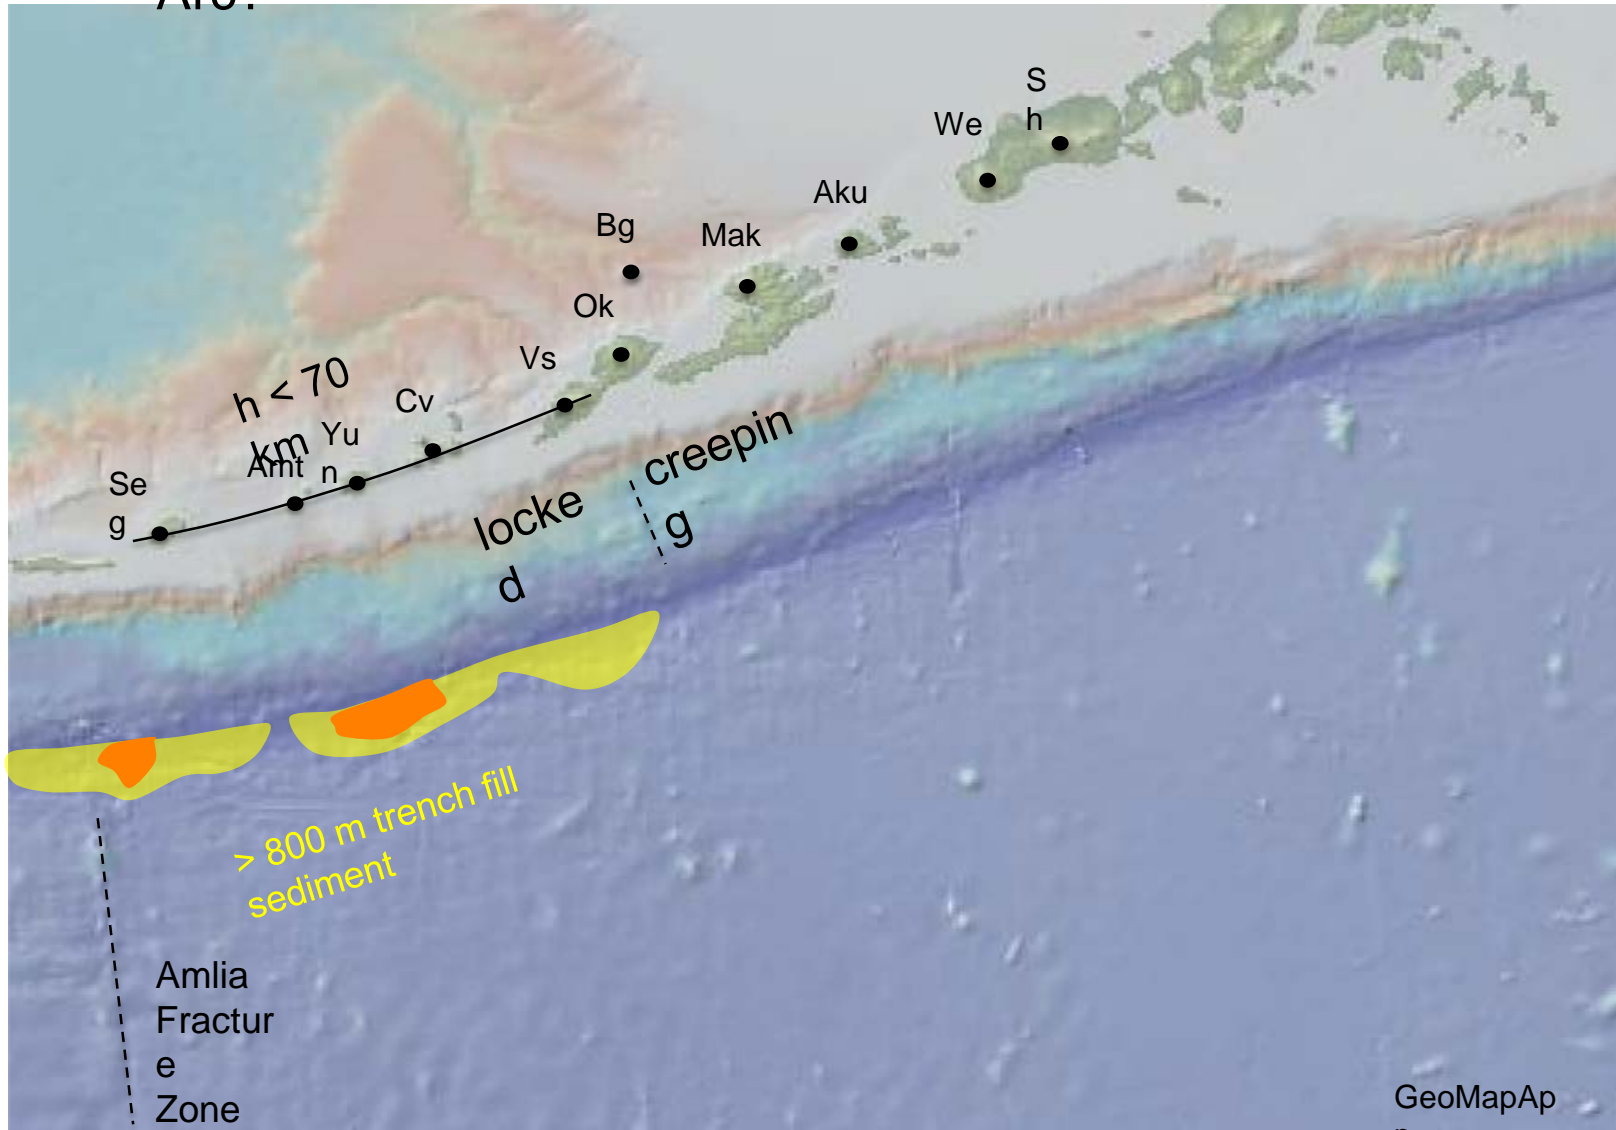 Arc?
S
h
We
Aku
Bg
Mak
Ok
Vs
h < 70
km
Cv
Yu
n
Amt
Se
g
creepin
g
locke
d
> 800 m trench fill
sediment
Amlia
Fractur
e
Zone
GeoMapAp